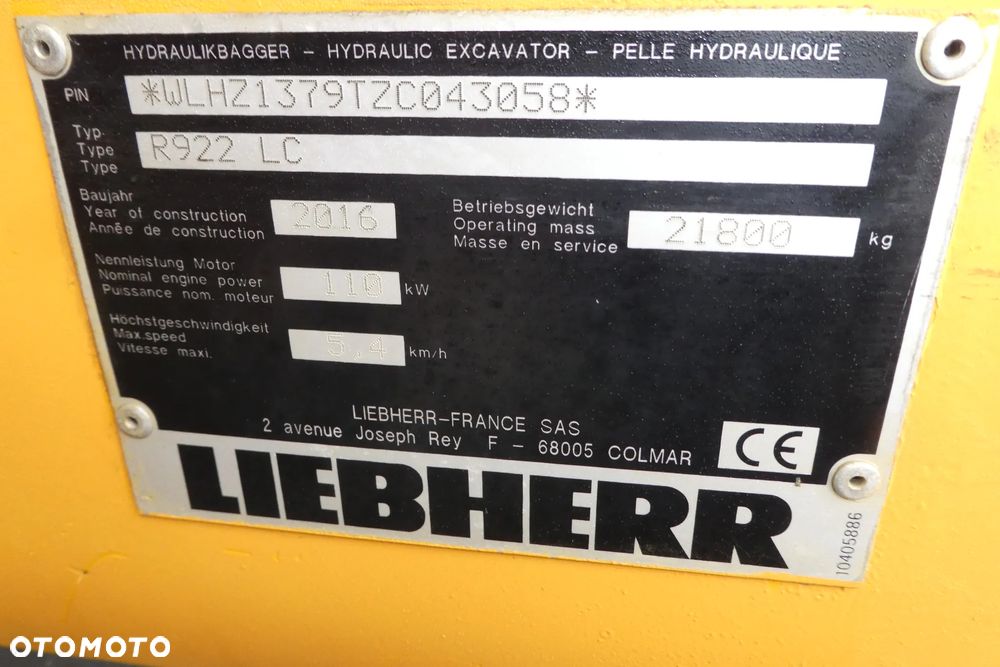 HYDRAULIKBAGGER - HYDRAULIC EXCAVATOR - PELLE HYDRAULIQUE
PIN *WLHZ1379TZC043058*
Typ.
Type R922 LC
Type
Baujahr
Year of construction 2016
Année de construction
Betriebsgewicht
Operating mass 21800 kg
Masse en service
Nennleistung Motor
Nominal engine power 110 kW
Puissance nom. moteur
Höchstgeschwindigkeit
Max.speed 5,4 km/h
Vitesse maxi.
LIEBHERR-FRANCE SAS
2 avenue Joseph Rey F - 68005 COLMAR
CE
LIEBHERR
10405886
OTOMOTO